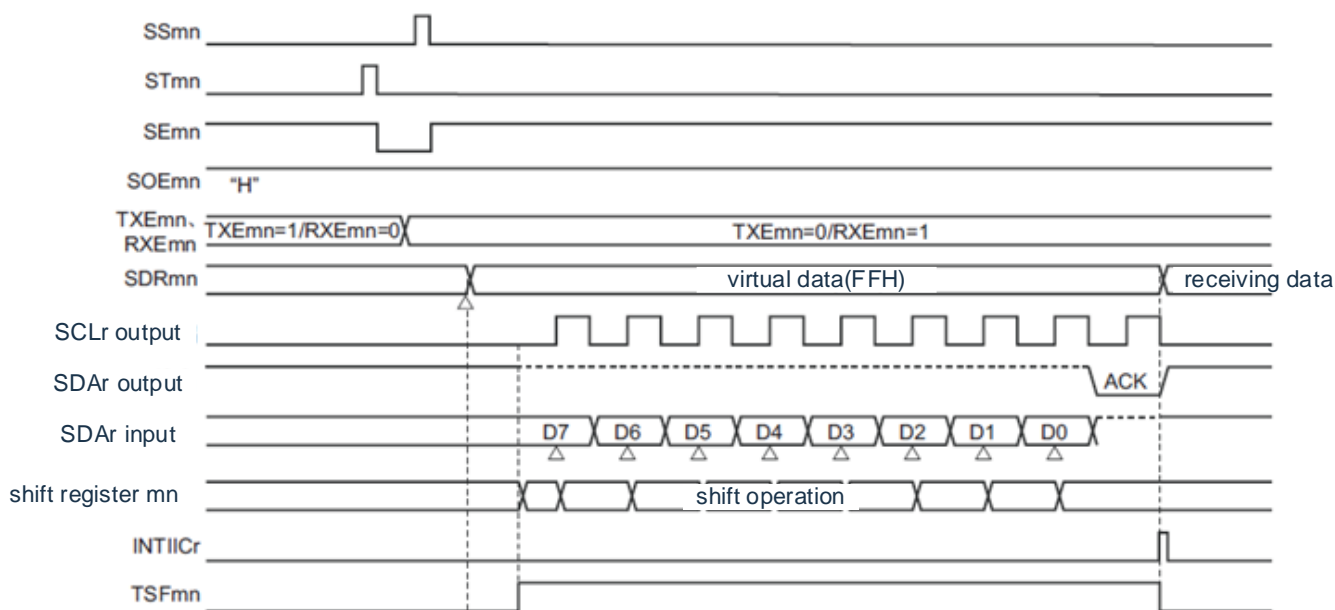 SSmn
STmn
SEmn
SOEmn "H"
TXEmn、
RXEmn
TXEmn=1/RXEmn=0 TXEmn=0/RXEmn=1
SDRmn virtual data(FFH) receiving data
SCLr output
SDAr output ACK
SDAr input D7 D6 D5 D4 D3 D2 D1 D0
shift register mn shift operation
INTIICr
TSFmn